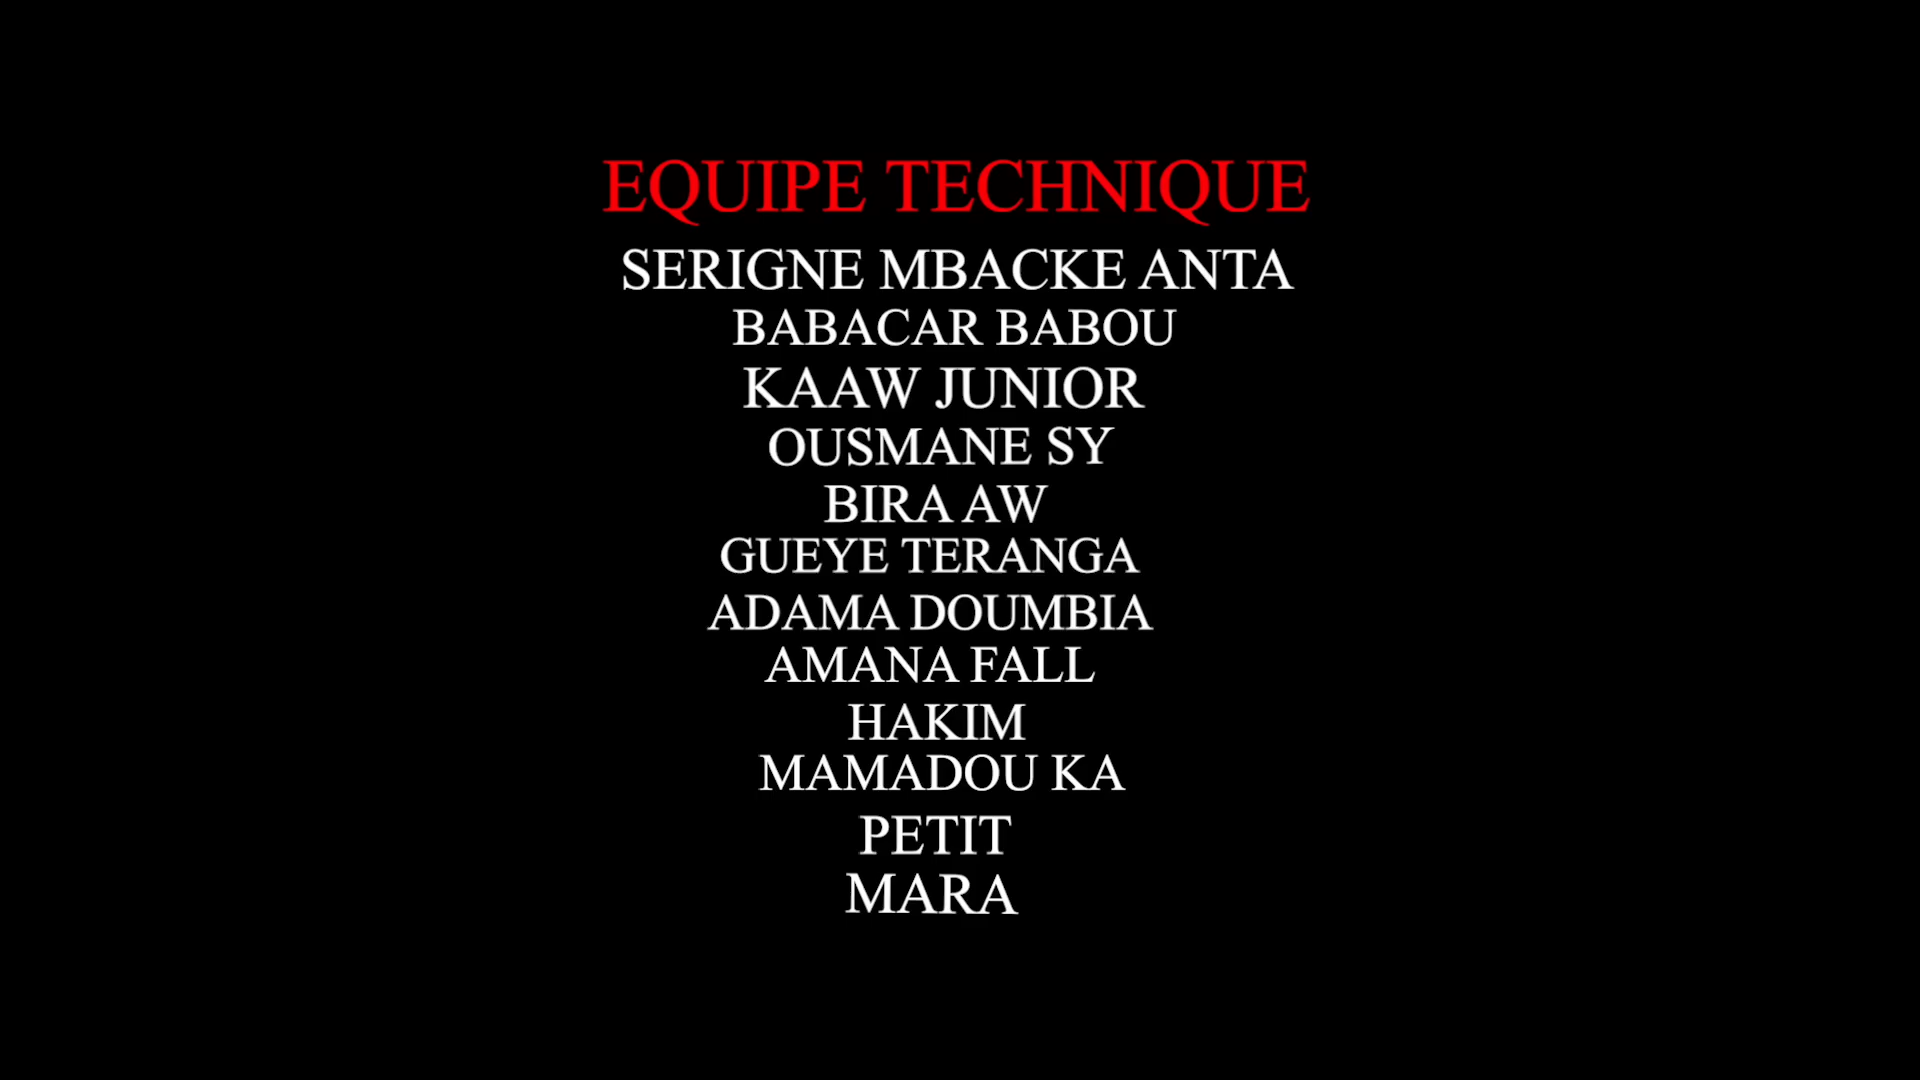 EQUIPE TECHNIQUE
SERIGNE MBACKE ANTA
BABACAR BABOU
KAAW JUNIOR
OUSMANE SY
BIRA AW
GUEYE TERANGA
ADAMA DOUMBIA
AMANA FALL
HAKIM
MAMADOU KA
PETIT
MARA